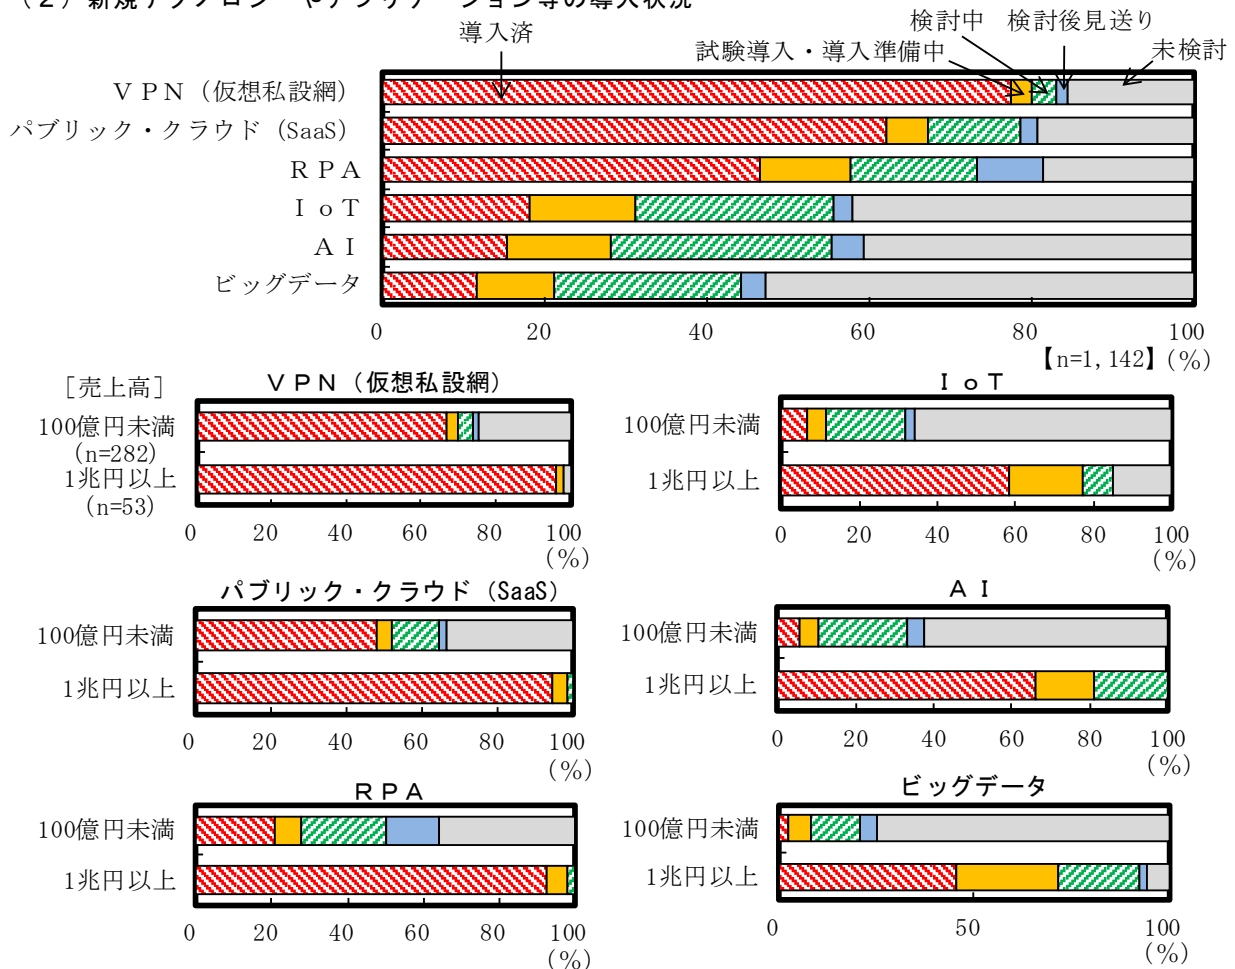 (2) 新規テクノロジーやアプリケーション等の導入状況
導入済
検討中
検討後見送り
試験導入・導入準備中
未検討
VPN (仮想私設網)
パブリック・クラウド (SaaS)
RPA
IoT
AI
ビッグデータ
0 20 40 60 80 100
【n=1,142】(%)
[売上高]
VPN (仮想私設網)
100億円未満
(n=282)
1兆円以上
(n=53)
0 20 40 60 80 100
(%)
IoT
100億円未満
1兆円以上
0 20 40 60 80 100
(%)
パブリック・クラウド (SaaS)
100億円未満
1兆円以上
0 20 40 60 80 100
(%)
AI
100億円未満
1兆円以上
0 20 40 60 80 100
(%)
RPA
100億円未満
1兆円以上
0 20 40 60 80 100
(%)
ビッグデータ
100億円未満
1兆円以上
0 50 100
(%)